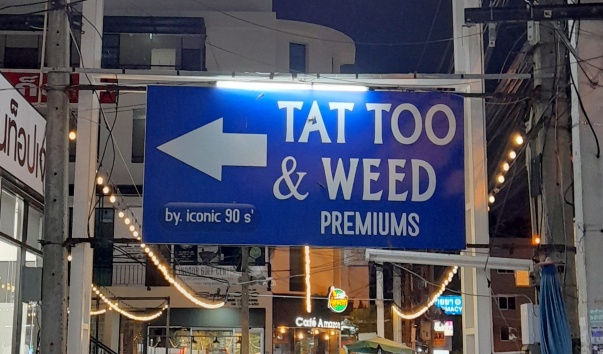 TAT TOO
& WEED
PREMIUMS
by. iconic 90 s'
Café Amazon